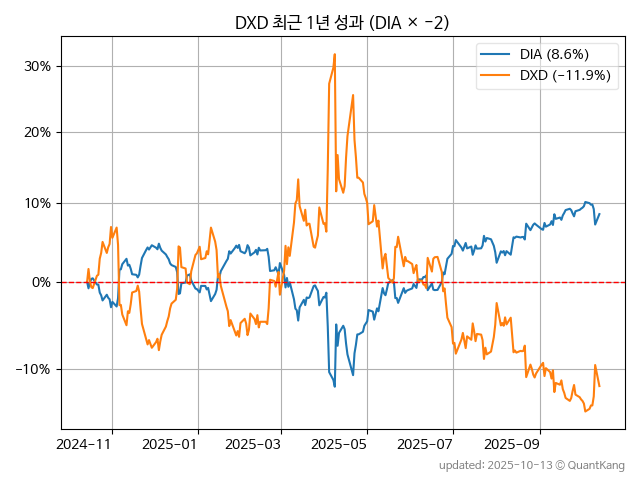 DXD 최근 1년 성과 (DIA × −2)
DIA (8.6%)
DXD (−11.9%)
30%
20%
10%
0%
−10%
2024-11
2025-01
2025-03
2025-05
2025-07
2025-09
updated: 2025-10-13 © QuantKang